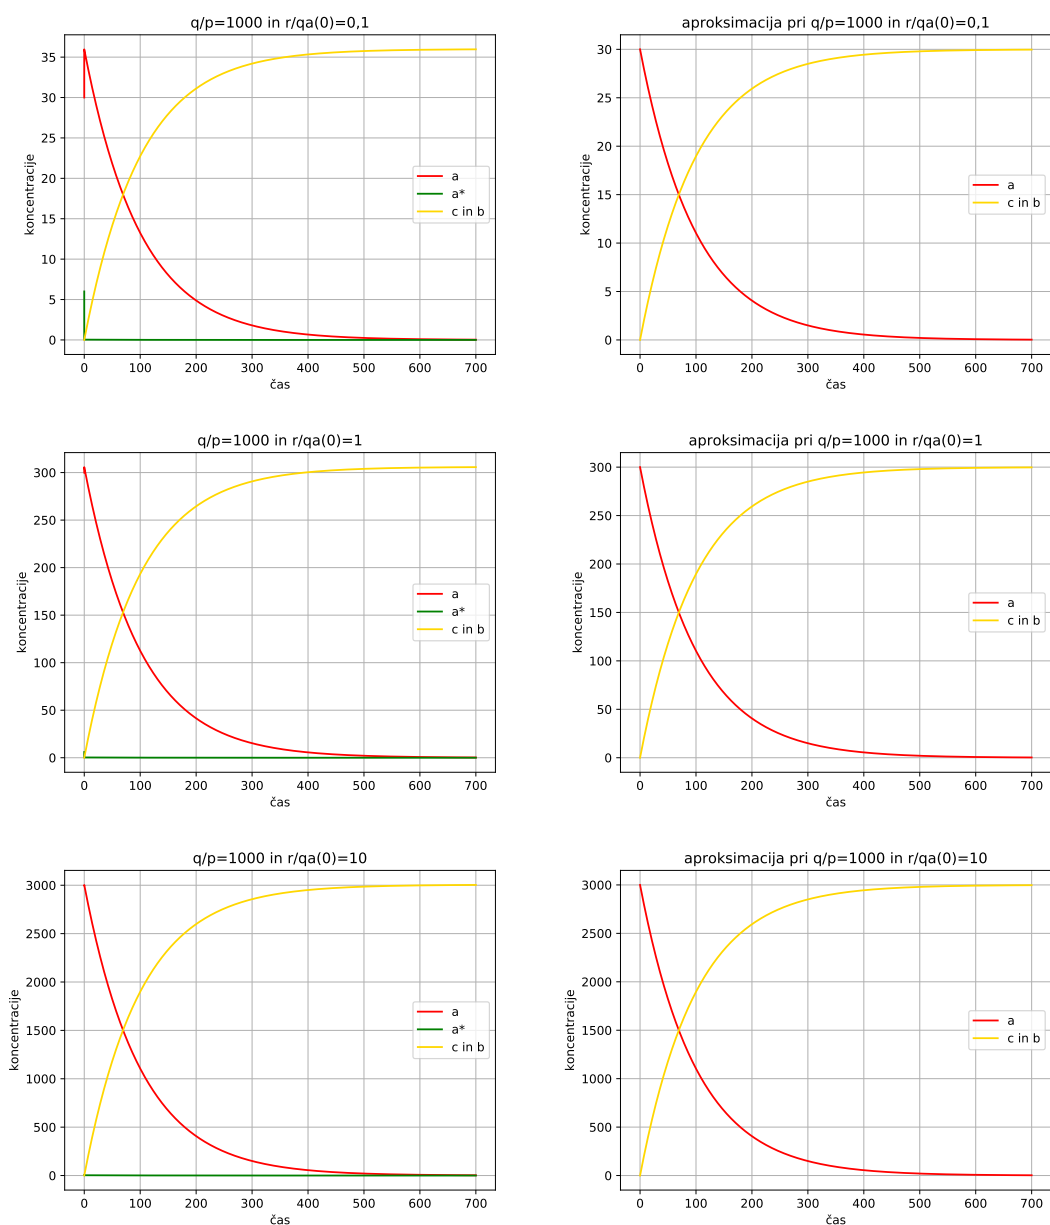 q/p=1000 in r/qa(0)=0,1
koncentracije
35
30
25
20
15
10
5
0
a
a*
c in b
0 100 200 300 400 500 600 700
čas
aproksimacija pri q/p=1000 in r/qa(0)=0,1
koncentracije
30
25
20
15
10
5
0
a
c in b
0 100 200 300 400 500 600 700
čas
q/p=1000 in r/qa(0)=1
koncentracije
300
250
200
150
100
50
0
a
a*
c in b
0 100 200 300 400 500 600 700
čas
aproksimacija pri q/p=1000 in r/qa(0)=1
koncentracije
300
250
200
150
100
50
0
a
c in b
0 100 200 300 400 500 600 700
čas
q/p=1000 in r/qa(0)=10
koncentracije
3000
2500
2000
1500
1000
500
0
a
a*
c in b
0 100 200 300 400 500 600 700
čas
aproksimacija pri q/p=1000 in r/qa(0)=10
koncentracije
3000
2500
2000
1500
1000
500
0
a
c in b
0 100 200 300 400 500 600 700
čas